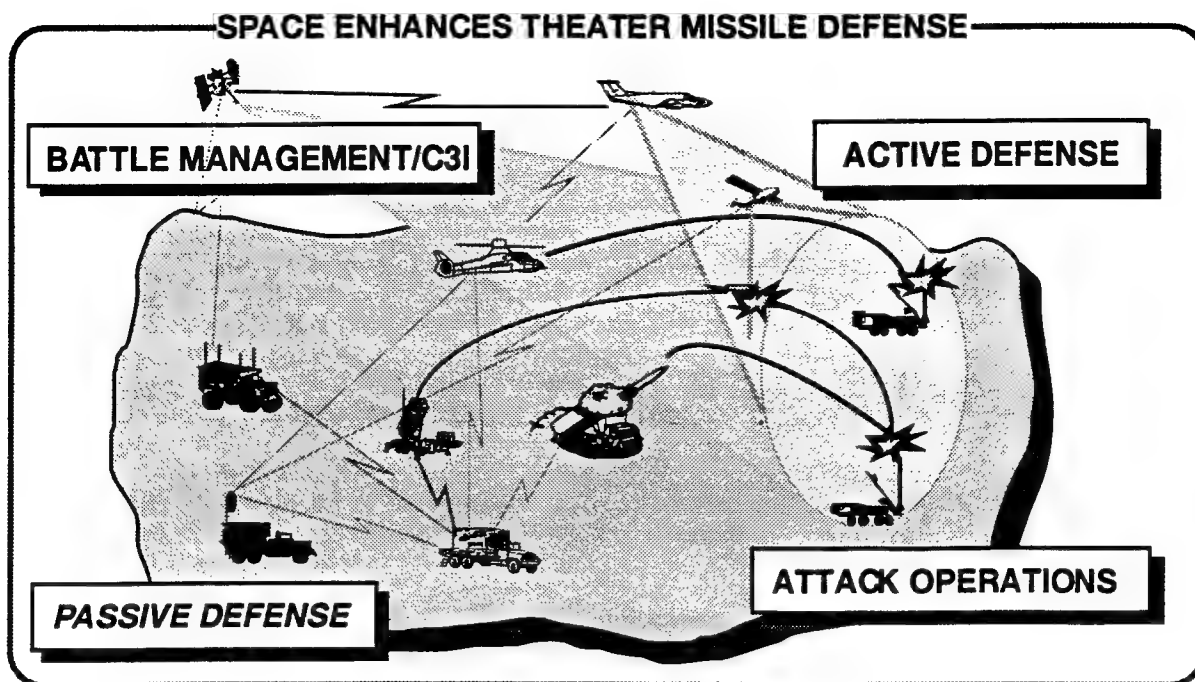 SPACE ENHANCES THEATER MISSILE DEFENSE
BATTLE MANAGEMENT/C3I
ACTIVE DEFENSE
PASSIVE DEFENSE
ATTACK OPERATIONS